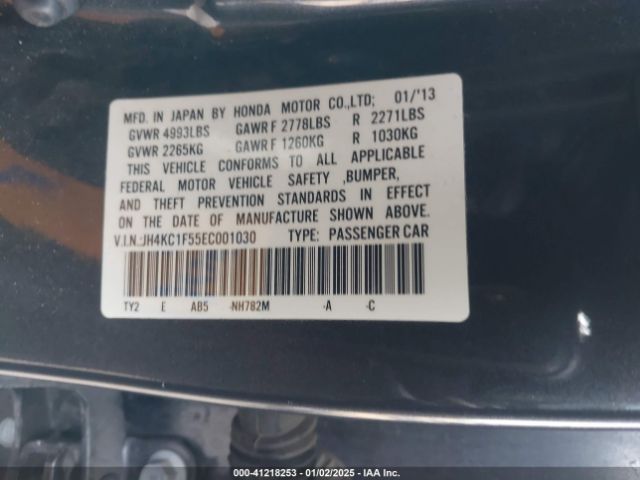 MFD. IN JAPAN BY HONDA MOTOR CO.,LTD; 01/'13
GVWR 4993LBS GAWR F 2778LBS R 2271LBS
GVWR 2265KG GAWR F 1260KG R 1030KG
THIS VEHICLE CONFORMS TO ALL APPLICABLE
FEDERAL MOTOR VEHICLE SAFETY ,BUMPER,
AND THEFT PREVENTION STANDARDS IN EFFECT
ON THE DATE OF MANUFACTURE SHOWN ABOVE.
V.I.N.:JH4KC1F55EC001030 TYPE: PASSENGER CAR
TY2 E AB5 -NH782M -A -C
000-41218253 - 01/02/2025 - IAA Inc.